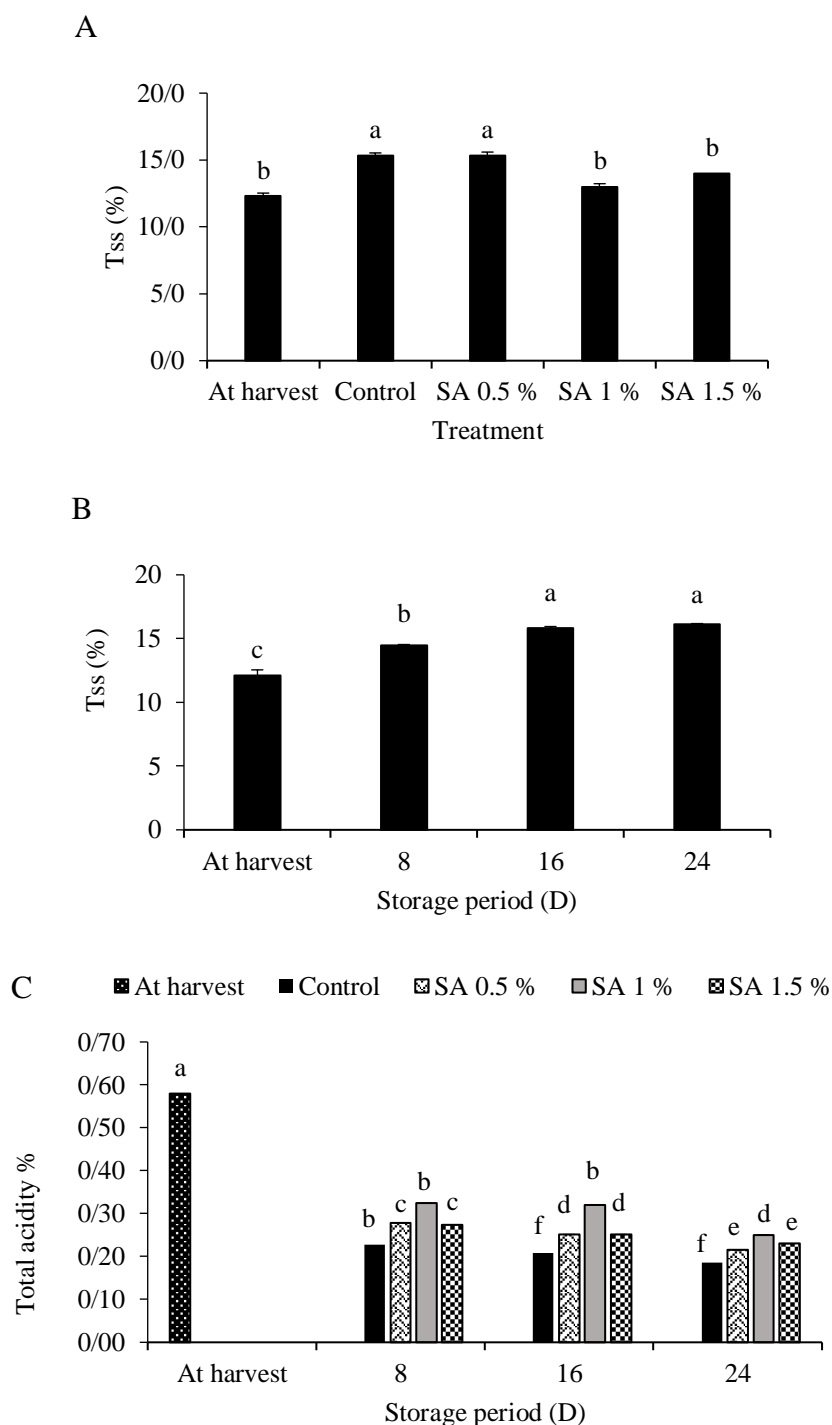 A
20/0
15/0
10/0
5/0
0/0
Tss (%)
b
a
a
b
b
At harvest Control SA 0.5 % SA 1 % SA 1.5 %
Treatment
B
20
15
10
5
0
Tss (%)
c
b
a
a
At harvest 8 16 24
Storage period (D)
C
At harvest Control SA 0.5 % SA 1 % SA 1.5 %
0/70
0/60
0/50
0/40
0/30
0/20
0/10
0/00
Total acidity %
a
b c b c
f d b d
f e d e
At harvest 8 16 24
Storage period (D)